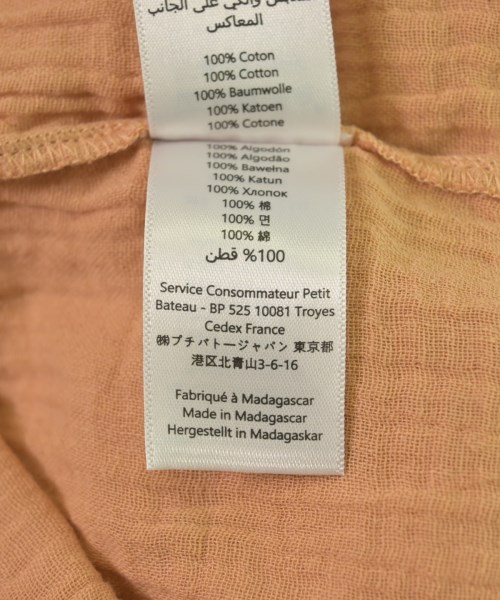 والكي على الجانب
المعاكس
100% Coton
100% Cotton
100% Baumwolle
100% Katoen
100% Cotone
100% Algodón
100% Algodão
100% Bawełna
100% Katun
100% Хлопок
100% 棉
100% 면
100% 綿
%100 قطن
Service Consommateur Petit
Bateau - BP 525 10081 Troyes
Cedex France
㈱プチバトージャパン 東京都
港区北青山3-6-16
Fabriqué à Madagascar
Made in Madagascar
Hergestellt in Madagaskar